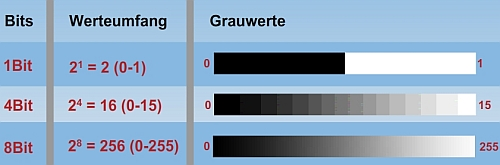 Bits Werteumfang Grauwerte
1Bit 2¹ = 2 (0-1) 0 1
4Bit 2⁴ = 16 (0-15) 0 15
8Bit 2⁸ = 256 (0-255) 0 255